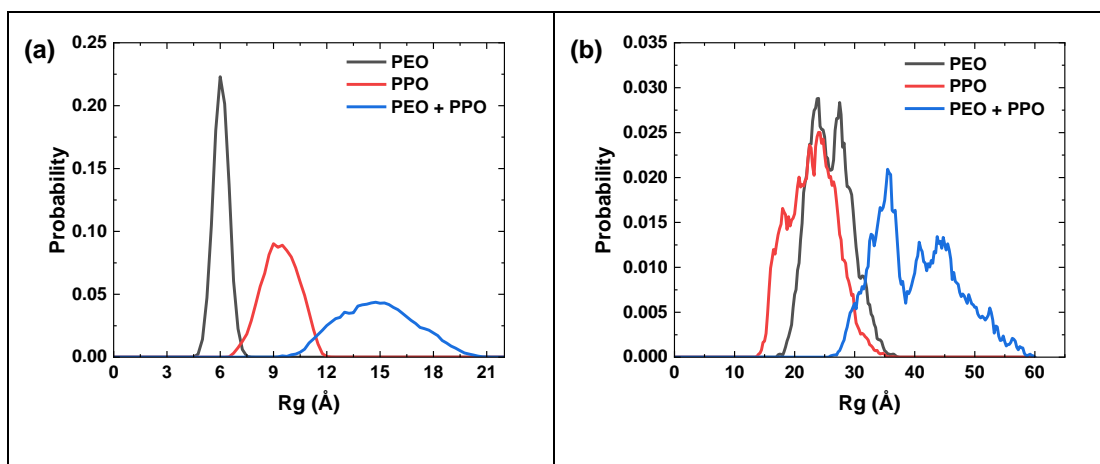 (a)
PEO
PPO
PEO + PPO
Probability
0.25
0.20
0.15
0.10
0.05
0.00
0 3 6 9 12 15 18 21
Rg (Å)
(b)
PEO
PPO
PEO + PPO
Probability
0.035
0.030
0.025
0.020
0.015
0.010
0.005
0.000
0 10 20 30 40 50 60
Rg (Å)